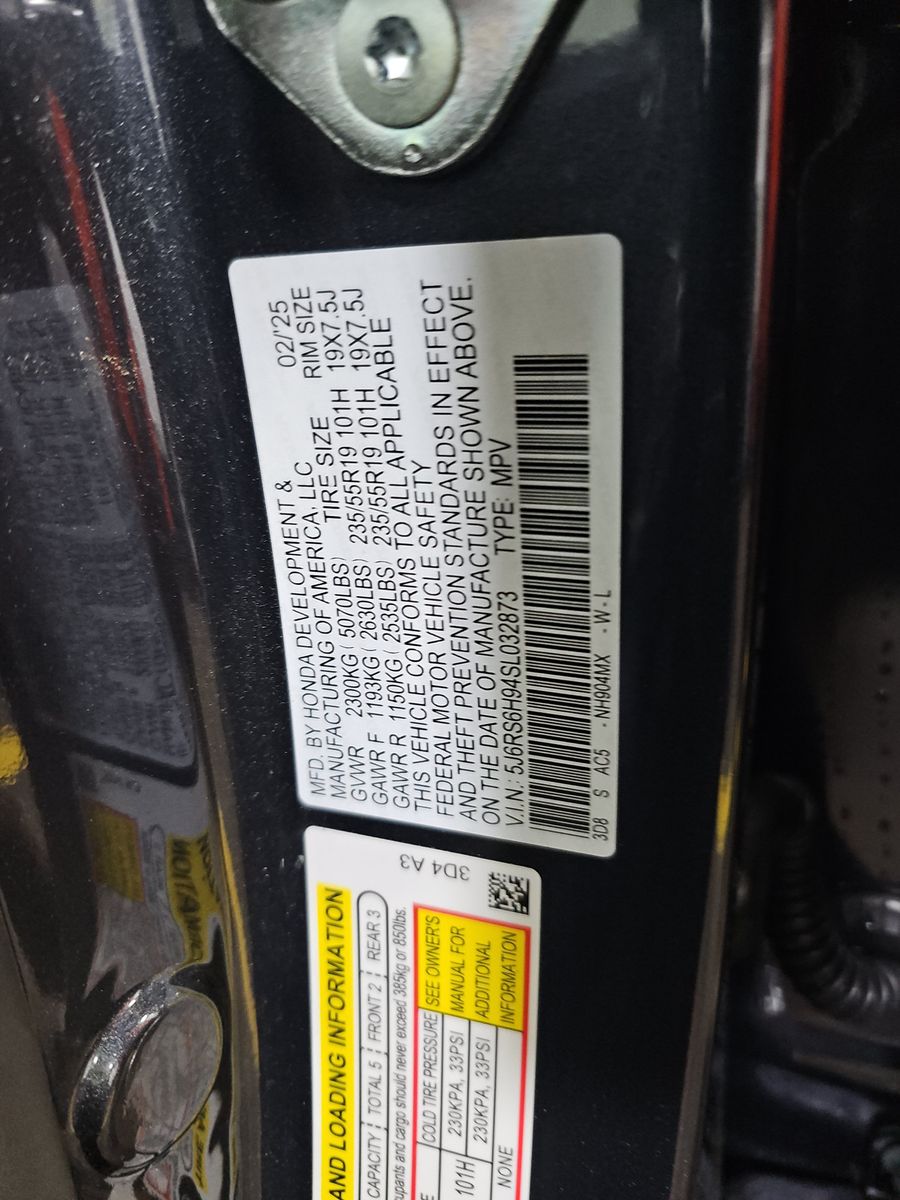 MFD. BY HONDA DEVELOPMENT & 02/'25
MANUFACTURING OF AMERICA, LLC
TIRE SIZE RIM SIZE
GVWR 2300KG ( 5070LBS)
GAWR F 1193KG ( 2630LBS) 235/55R19 101H 19X7.5J
GAWR R 1150KG ( 2535LBS) 235/55R19 101H 19X7.5J
THIS VEHICLE CONFORMS TO ALL APPLICABLE
FEDERAL MOTOR VEHICLE SAFETY
AND THEFT PREVENTION STANDARDS IN EFFECT
ON THE DATE OF MANUFACTURE SHOWN ABOVE.
V.I.N.: 5J6RS6H94SL032873 TYPE: MPV
3D8 S AC5 - NH904MX - W - L
3D4 A3
AND LOADING INFORMATION
CAPACITY TOTAL 5 FRONT 2 REAR 3
and cargo should never exceed 385kg or 850lbs.
COLD TIRE PRESSURE
101H 230KPA, 33PSI
230KPA, 33PSI
NONE
SEE OWNER'S
MANUAL FOR
ADDITIONAL
INFORMATION